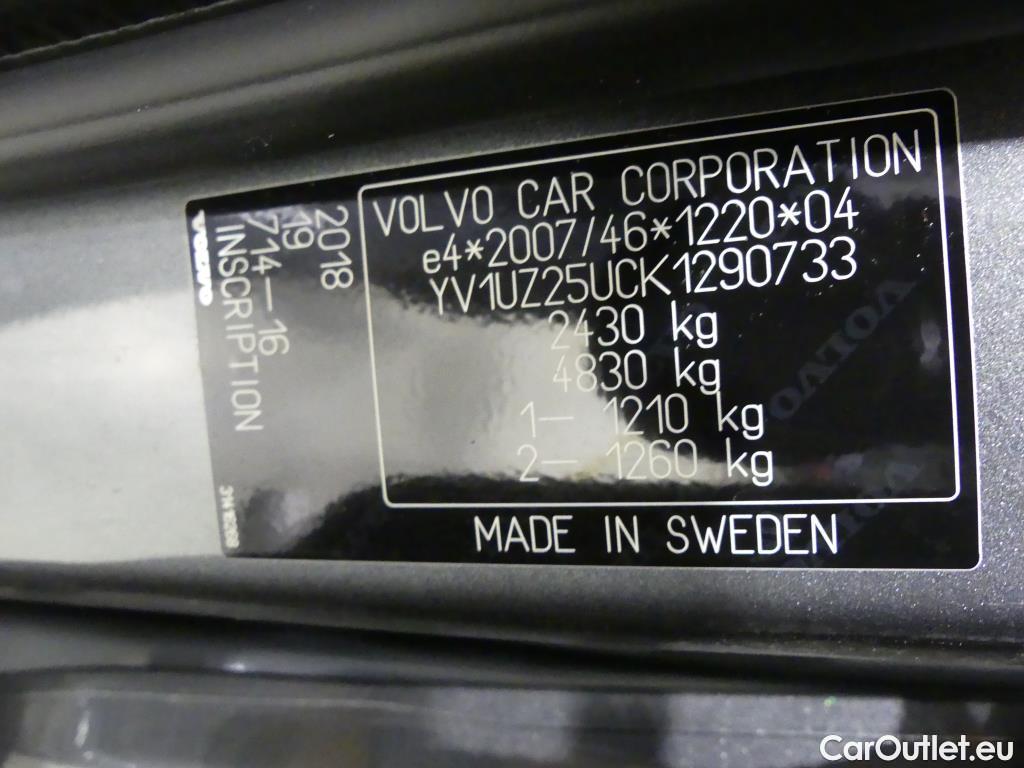 VOLVO CAR CORPORATION
e4*2007/46*1220*04
YV1UZ25UCK1290733
2430 kg
4830 kg
1- 1210 kg
2- 1260 kg
MADE IN SWEDEN
2018
19
714-16
INSCRIPTION
VOLVO
VOLVO
CarOutlet.eu